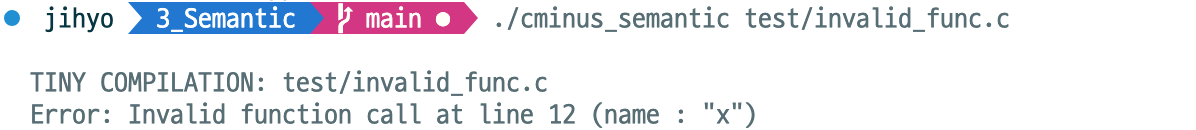 jihyo 3_Semantic main ./cminus_semantic test/invalid_func.c
TINY COMPILATION: test/invalid_func.c
Error: Invalid function call at line 12 (name : "x")